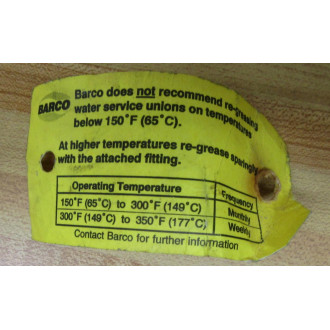 BARCO
Barco does not recommend re-greasing
water service unions on temperatures
below 150°F (65°C).
At higher temperatures re-grease sparingly
with the attached fitting.
Operating Temperature Frequency
150°F (65°C) to 300°F (149°C) Monthly
300°F (149°C) to 350°F (177°C) Weekly
Contact Barco for further information